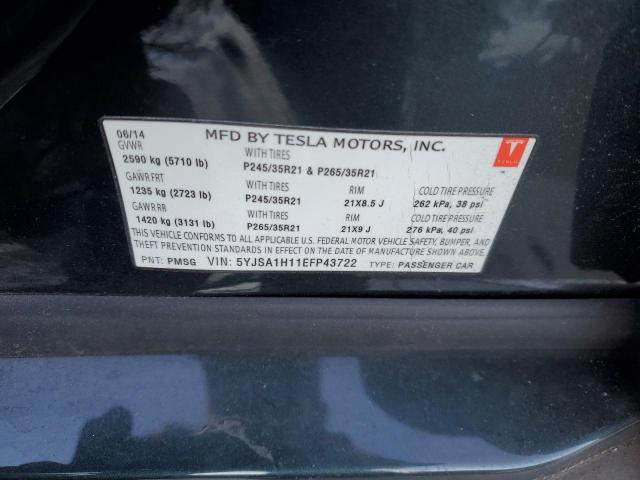 06/14 MFD BY TESLA MOTORS, INC.
GVWR WITH TIRES
2590 kg (5710 lb) P245/35R21 & P265/35R21
GAWR FRT WITH TIRES RIM COLD TIRE PRESSURE
1235 kg (2723 lb) P245/35R21 21X8.5 J 262 kPa, 38 psi
GAWR RR WITH TIRES RIM COLD TIRE PRESSURE
1420 kg (3131 lb) P265/35R21 21X9 J 276 kPa, 40 psi
THIS VEHICLE CONFORMS TO ALL APPLICABLE U.S. FEDERAL MOTOR VEHICLE SAFETY, BUMPER, AND
THEFT PREVENTION STANDARDS IN EFFECT ON THE DATE OF MANUFACTURE SHOWN ABOVE.
PNT: PMSG VIN: 5YJSA1H11EFP43722 TYPE: PASSENGER CAR
TESLA